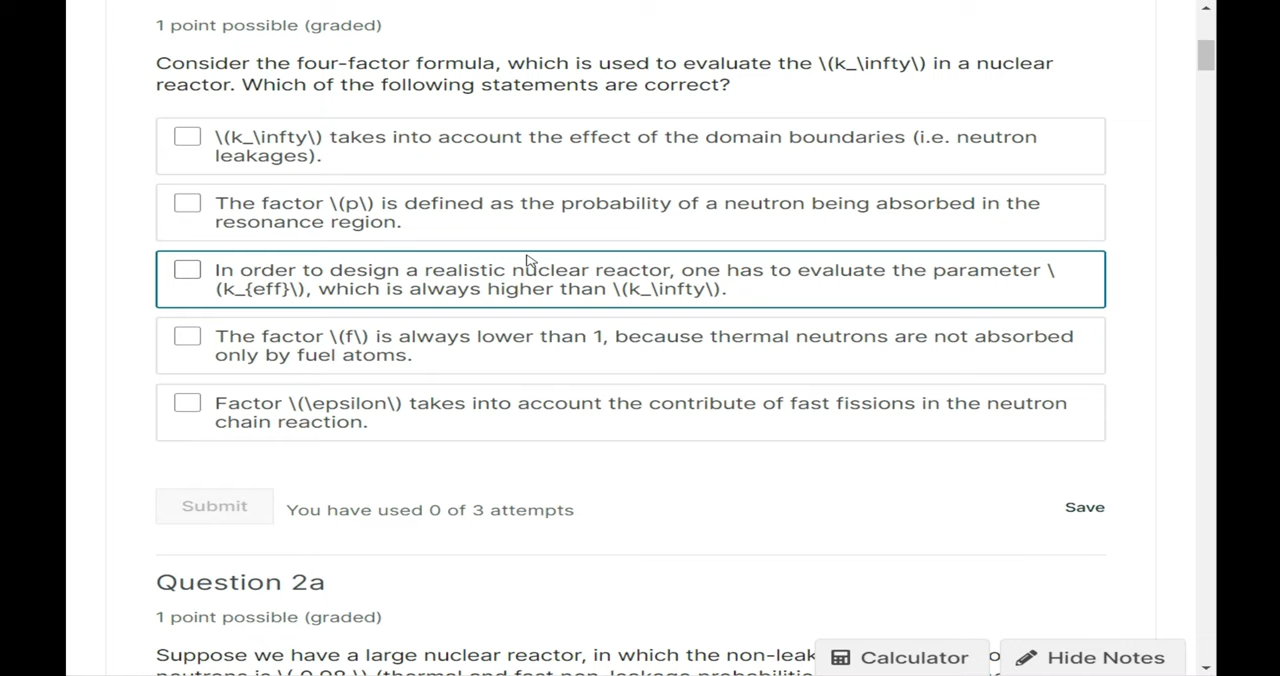 1 point possible (graded)
Consider the four-factor formula, which is used to evaluate the \(k_\infty\) in a nuclear
reactor. Which of the following statements are correct?
\(k_\infty\) takes into account the effect of the domain boundaries (i.e. neutron
leakages).
The factor \(p\) is defined as the probability of a neutron being absorbed in the
resonance region.
In order to design a realistic nuclear reactor, one has to evaluate the parameter \
(k_{eff}\), which is always higher than \(k_\infty\).
The factor \(f\) is always lower than 1, because thermal neutrons are not absorbed
only by fuel atoms.
Factor \(\epsilon\) takes into account the contribute of fast fissions in the neutron
chain reaction.
Submit
You have used 0 of 3 attempts
Save
Question 2a
1 point possible (graded)
Suppose we have a large nuclear reactor, in which the non-leak
Calculator
Hide Notes